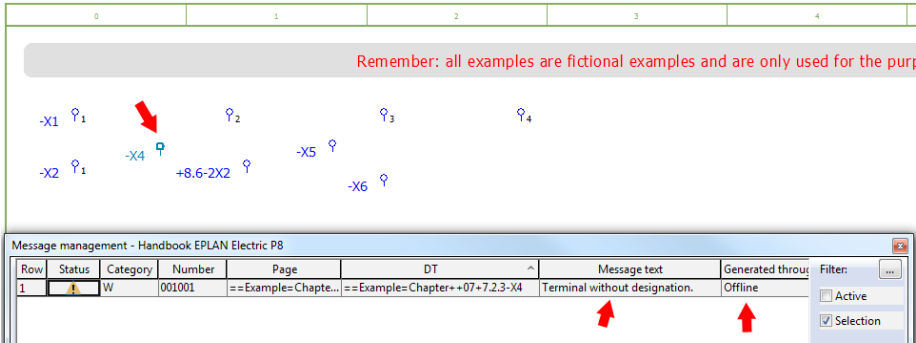 0 1 2 3 4
Remember: all examples are fictional examples and are only used for the purp
-X1 1 2 3 4
-X4 -X5
-X2 1 +8.6-2X2
-X6
Message management - Handbook EPLAN Electric P8
Row Status Category Number Page DT Message text Generated throug Filter: ...
1 W 001001 ==Example=Chapte... ==Example=Chapter++07+7.2.3-X4 Terminal without designation. Offline
Active
Selection